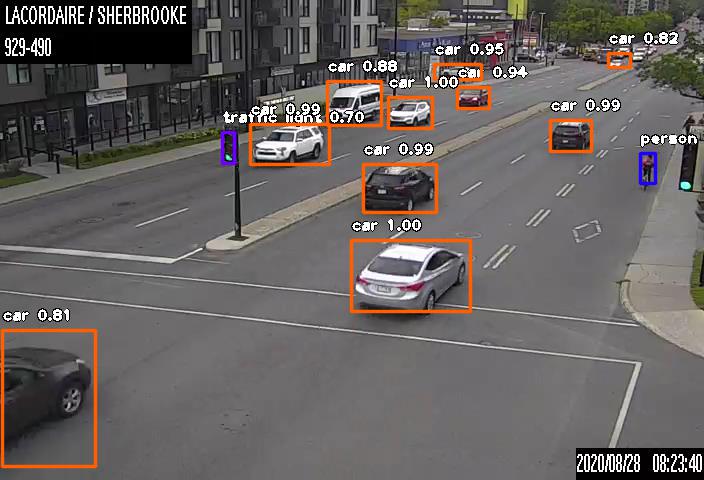 LACORDAIRE / SHERBROOKE
929-490
car 0.82
car 0.95
car 0.94
car 0.88
car 1.00
car 0.99
traffic light 0.70
car 0.99
person
car 0.99
car 1.00
car 0.81
2020/08/28 08:23:40